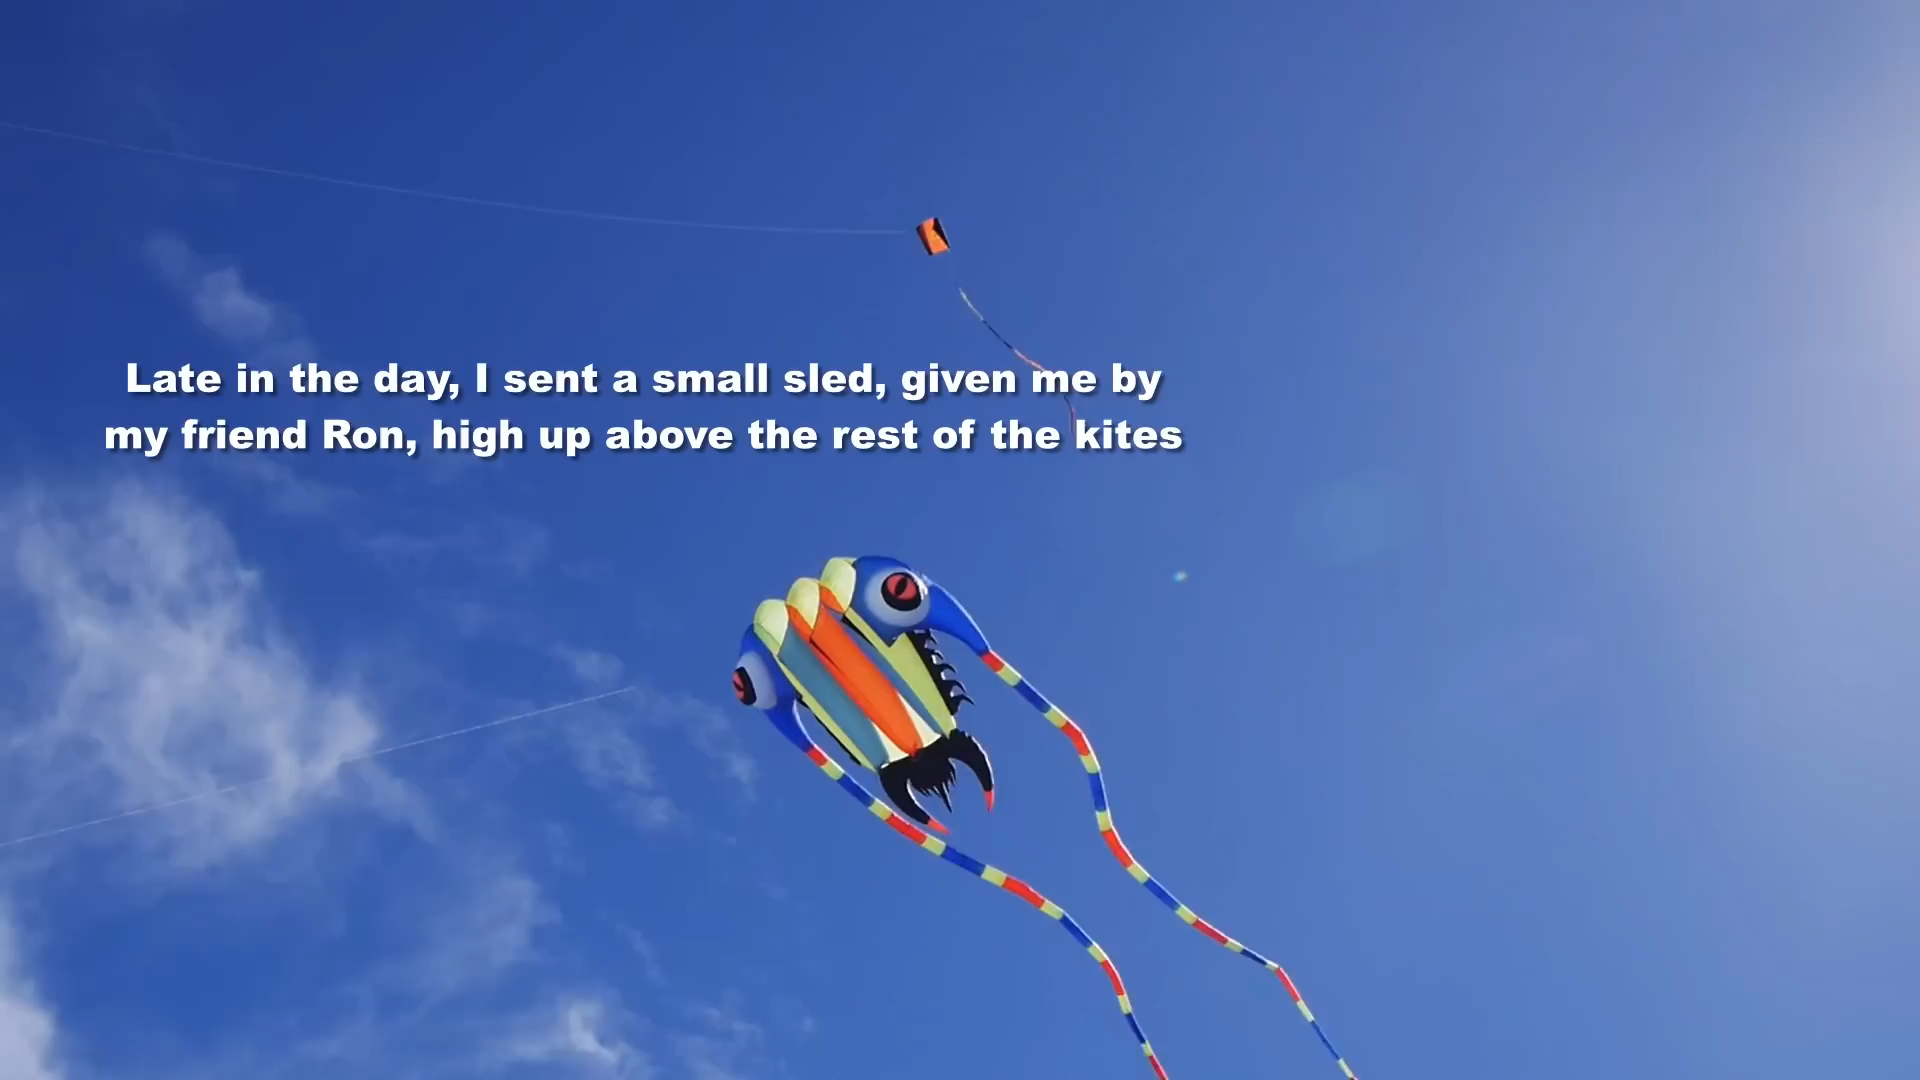 Late in the day, I sent a small sled, given me by
my friend Ron, high up above the rest of the kites